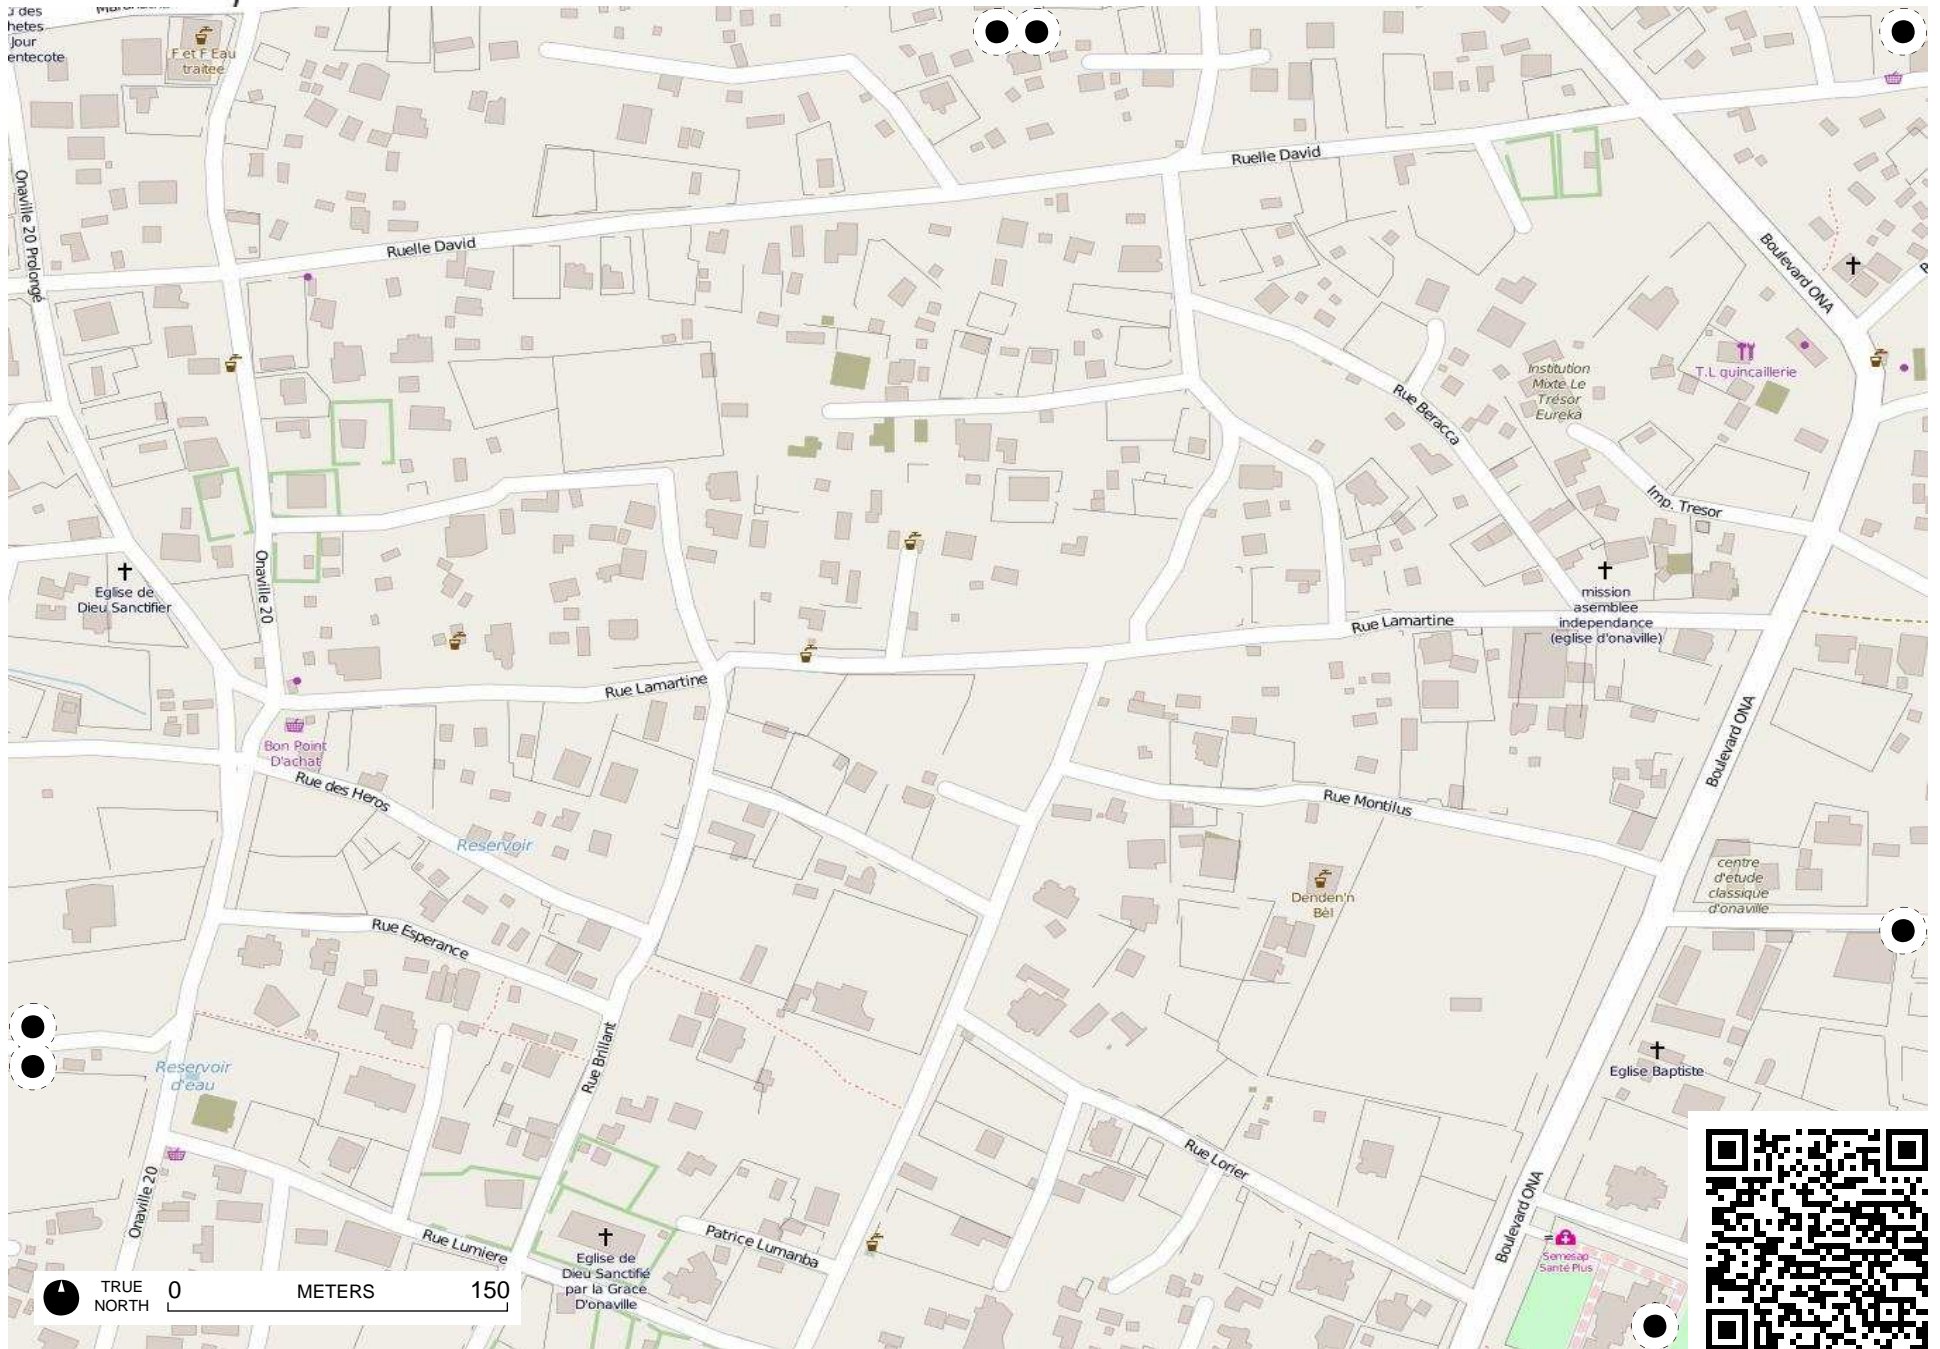 u des
hetes
Jour
entecote
F et F Eau
traitee
Onaville 20 Prolongé
Ruelle David
Ruelle David
Boulevard ONA
T.L quincaillerie
Institution
Mixte Le
Trésor
Eureka
Rue Beracca
Imp. Tresor
Onaville 20
Eglise de
Dieu Sanctifier
mission
asemblee
independance
(eglise d'onaville)
Rue Lamartine
Rue Lamartine
Boulevard ONA
Bon Point
D'achat
Rue des Heros
Reservoir
Rue Montilus
centre
d'etude
classique
d'onaville
Denden'n
Bèl
Rue Esperance
Rue Brillant
Reservoir
d'eau
Eglise Baptiste
Rue Lorier
Onaville 20
Boulevard ONA
Rue Lumiere
Patrice Lumanba
Semesap
Santé Plus
Eglise de
Dieu Sanctifié
par la Grace
D'onaville
TRUE
NORTH
0 METERS 150